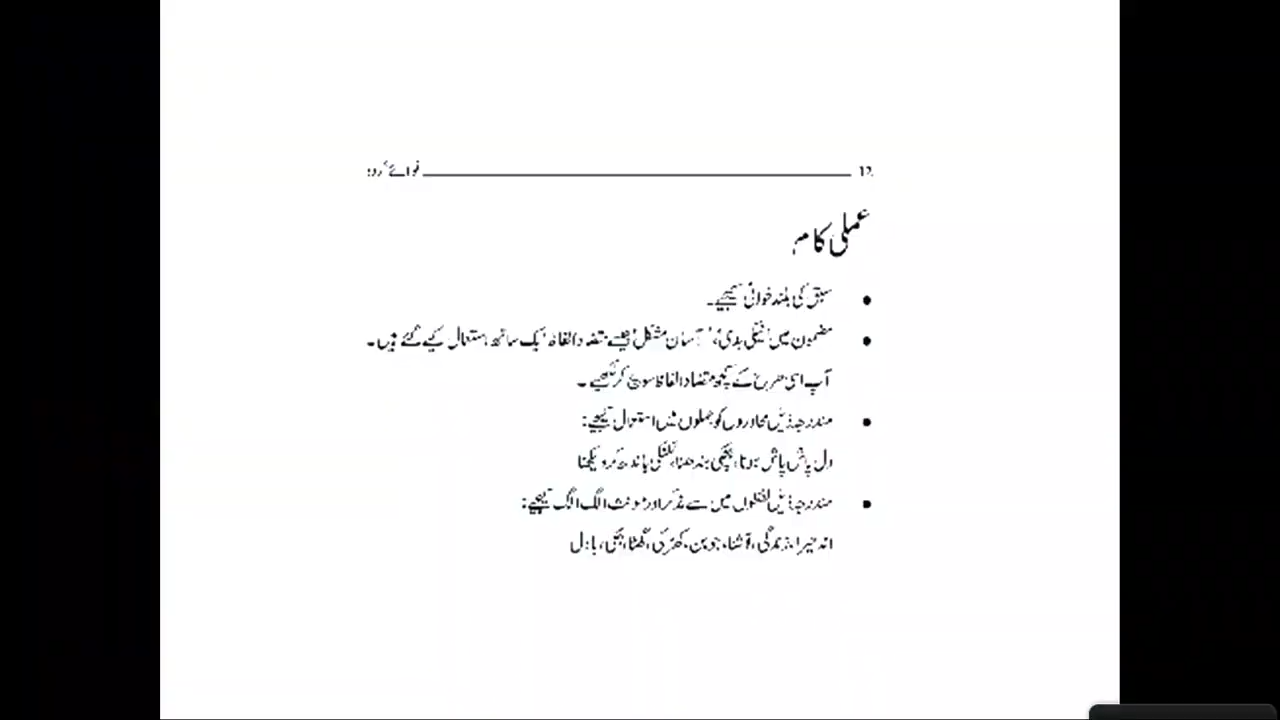 12 نوائے اردو
عملی کام
سبق کی بلند خوانی کیجیے۔
مضمون میں 'نیکی بدی'، 'آسان مشکل' جیسے متضاد الفاظ ایک ساتھ استعمال کیے گئے ہیں۔
آپ اسی طرح کے کچھ متضاد الفاظ سوچ کر لکھیے۔
مندرجہ ذیل محاوروں کو جملوں میں استعمال کیجیے:
دل پاش پاش ہونا، ہچکی بندھنا، ٹکٹکی باندھ کر دیکھنا
مندرجہ ذیل لفظوں میں سے مذکر اور مونث الگ الگ کیجیے:
اندھیرا، زندگی، آشنا، جوبن، کھڑکی، گھٹا، بجلی، بادل